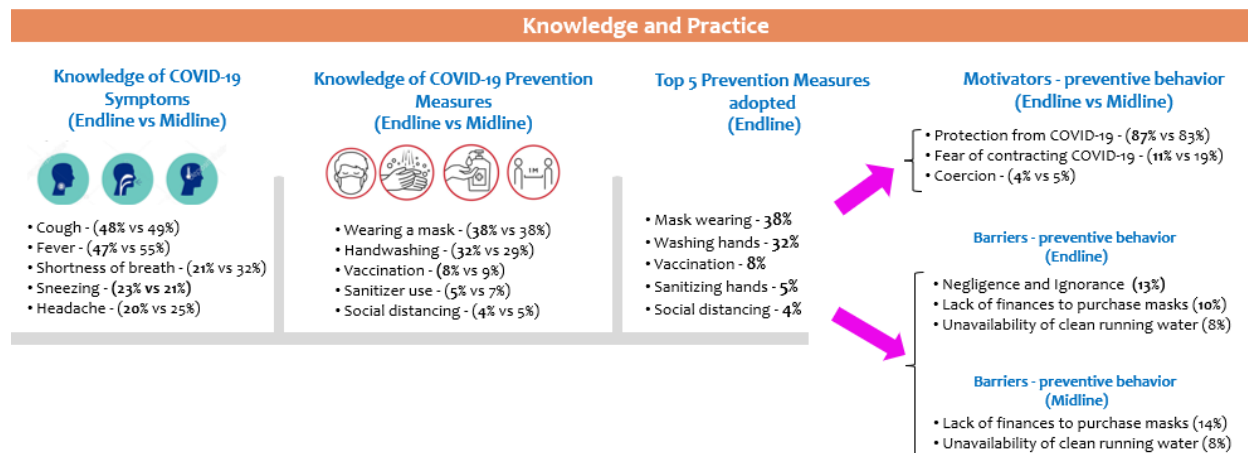 Knowledge and Practice
Knowledge of COVID-19
Symptoms
(Endline vs Midline)
• Cough - (48% vs 49%)
• Fever - (47% vs 55%)
• Shortness of breath - (21% vs 32%)
• Sneezing - (23% vs 21%)
• Headache - (20% vs 25%)
Knowledge of COVID-19 Prevention
Measures
(Endline vs Midline)
1M
• Wearing a mask - (38% vs 38%)
• Handwashing - (32% vs 29%)
• Vaccination - (8% vs 9%)
• Sanitizer use - (5% vs 7%)
• Social distancing - (4% vs 5%)
Top 5 Prevention Measures
adopted
(Endline)
• Mask wearing - 38%
• Washing hands - 32%
• Vaccination - 8%
• Sanitizing hands - 5%
• Social distancing - 4%
Motivators - preventive behavior
(Endline vs Midline)
• Protection from COVID-19 - (87% vs 83%)
• Fear of contracting COVID-19 - (11% vs 19%)
• Coercion - (4% vs 5%)
Barriers - preventive behavior
(Endline)
• Negligence and Ignorance (13%)
• Lack of finances to purchase masks (10%)
• Unavailability of clean running water (8%)
Barriers - preventive behavior
(Midline)
• Lack of finances to purchase masks (14%)
• Unavailability of clean running water (8%)